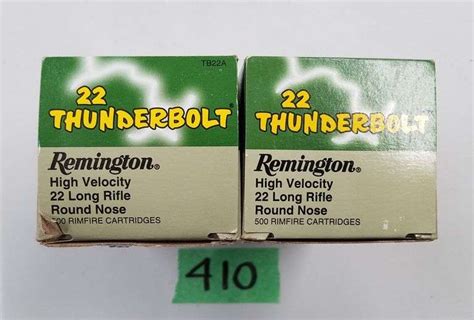 TB22A
22
THUNDERBOLT®
Remington®
High Velocity
22 Long Rifle
Round Nose
500 RIMFIRE CARTRIDGES
22
THUNDERBOLT
Remington®
High Velocity
22 Long Rifle
Round Nose
500 RIMFIRE CARTRIDGES
410